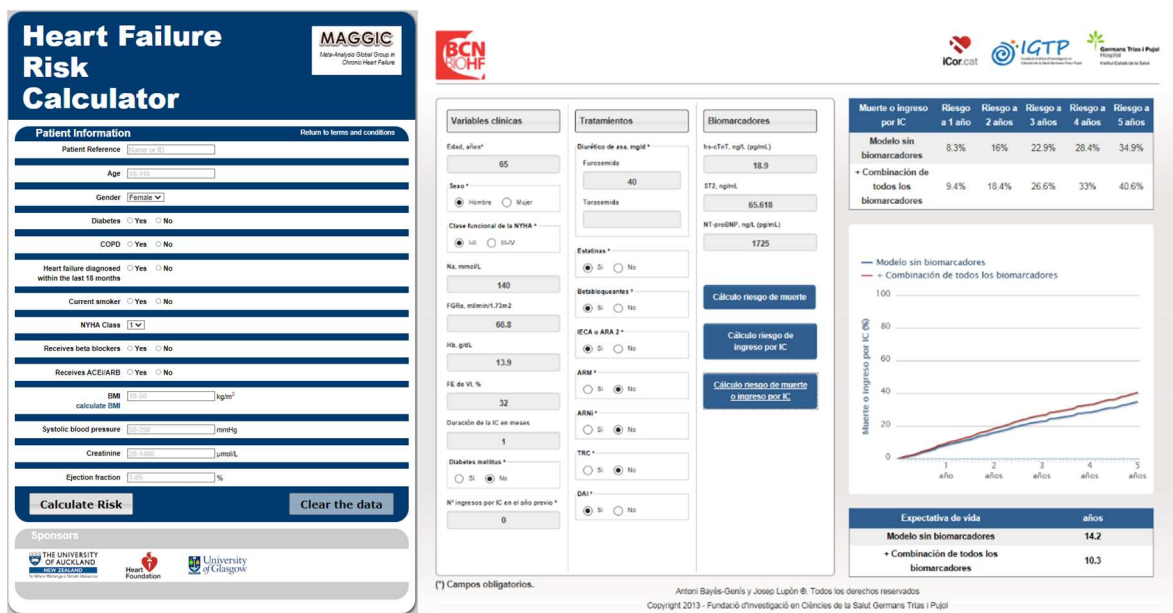 Heart Failure
Risk
Calculator
MAGGIC
Meta-Analysis Global Group in
Chronic Heart Failure
Patient Information
Return to terms and conditions
Patient Reference Name or ID
Age 18-110
Gender Female
Diabetes Yes No
COPD Yes No
Heart failure diagnosed Yes No
within the last 18 months
Current smoker Yes No
NYHA Class 1
Receives beta blockers Yes No
Receives ACEi/ARB Yes No
BMI 10-50 kg/m²
calculate BMI
Systolic blood pressure 50-250 mmHg
Creatinine 20-1400 µmol/L
Ejection fraction 1-95 %
Calculate Risk
Clear the data
Sponsors
THE UNIVERSITY
OF AUCKLAND
NEW ZEALAND
Heart
Foundation
University
of Glasgow
BCN
BIOHF
iCor.cat
IGTP
Germans Trias i Pujol
Hospital
Institut Català de la Salut
Variables clínicas
Edad, años*
65
Sexo *
Hombre Mujer
Clase funcional de la NYHA *
I-II III-IV
Na, mmol/L
140
FGRe, ml/min/1.73m2
66.8
Hb, g/dL
13.9
FE de VI, %
32
Duración de la IC en meses
1
Diabetes mellitus *
Si No
Nº ingresos por IC en el año previo *
0
Tratamientos
Diurético de asa, mg/d *
Furosemida
40
Torasemida
Estatinas *
Si No
Betabloqueantes *
Si No
IECA o ARA 2 *
Si No
ARM *
Si No
ARNi *
Si No
TRC *
Si No
DAI *
Si No
Biomarcadores
hs-cTnT, ng/L (pg/mL)
18.9
ST2, ng/mL
65.618
NT-proBNP, ng/L (pg/mL)
1725
Cálculo riesgo de muerte
Cálculo riesgo de
ingreso por IC
Cálculo riesgo de muerte
o ingreso por IC
Muerte o ingreso Riesgo Riesgo a Riesgo a Riesgo a Riesgo a
por IC a 1 año 2 años 3 años 4 años 5 años
Modelo sin
biomarcadores 8.3% 16% 22.9% 28.4% 34.9%
+ Combinación de
todos los 9.4% 18.4% 26.6% 33% 40.6%
biomarcadores
Modelo sin biomarcadores
+ Combinación de todos los biomarcadores
Muerte o ingreso por IC (%)
100
80
60
40
20
0
1 2 3 4 5
año años años años años
Expectativa de vida años
Modelo sin biomarcadores 14.2
+ Combinación de todos los
biomarcadores 10.3
(*) Campos obligatorios.
Antoni Bayés-Genís y Josep Lupón ®. Todos los derechos reservados
Copyright 2013 - Fundació d'Investigació en Ciències de la Salut Germans Trias i Pujol